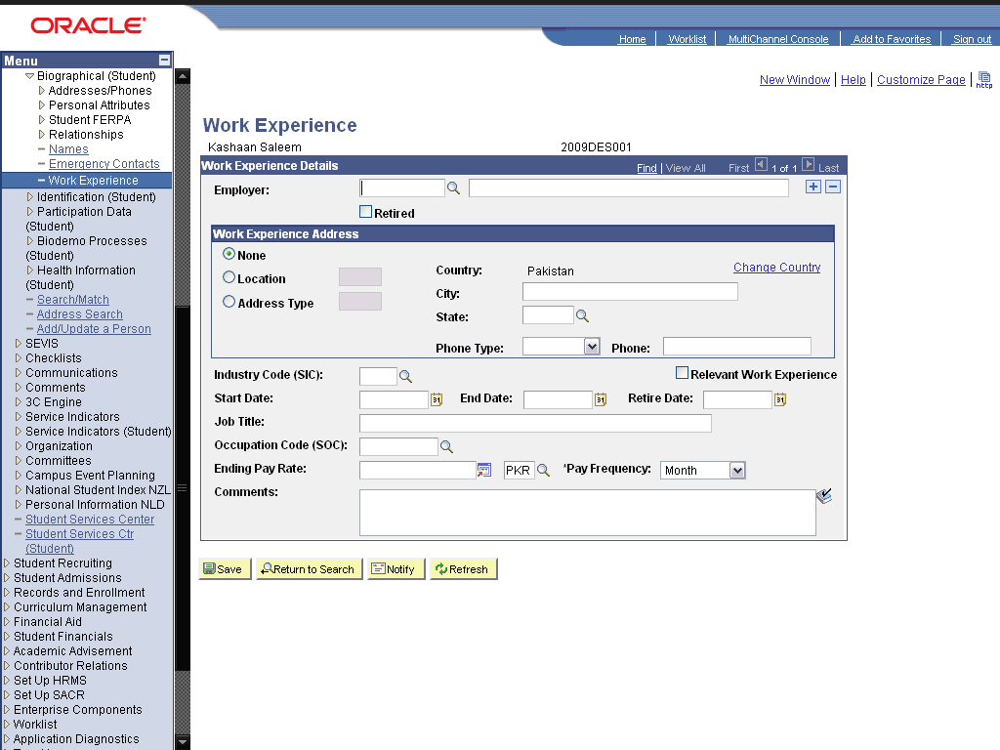 ORACLE®
Home
Worklist
MultiChannel Console
Add to Favorites
Sign out
New Window
Help
Customize Page
http
Menu
Biographical (Student)
Addresses/Phones
Personal Attributes
Student FERPA
Relationships
Names
Emergency Contacts
Work Experience
Identification (Student)
Participation Data
(Student)
Biodemo Processes
(Student)
Health Information
(Student)
Search/Match
Address Search
Add/Update a Person
SEVIS
Checklists
Communications
Comments
3C Engine
Service Indicators
Service Indicators (Student)
Organization
Committees
Campus Event Planning
National Student Index NZL
Personal Information NLD
Student Services Center
Student Services Ctr
(Student)
Student Recruiting
Student Admissions
Records and Enrollment
Curriculum Management
Financial Aid
Student Financials
Academic Advisement
Contributor Relations
Set Up HRMS
Set Up SACR
Enterprise Components
Worklist
Application Diagnostics
Work Experience
Kashaan Saleem 2009DES001
Work Experience Details Find | View All First 1 of 1 Last
Employer:
Retired
Work Experience Address
None
Location
Address Type
Country: Pakistan Change Country
City:
State:
Phone Type: Phone:
Industry Code (SIC): Relevant Work Experience
Start Date: 31 End Date: 31 Retire Date: 31
Job Title:
Occupation Code (SOC):
Ending Pay Rate: PKR *Pay Frequency: Month
Comments:
Save Return to Search Notify Refresh